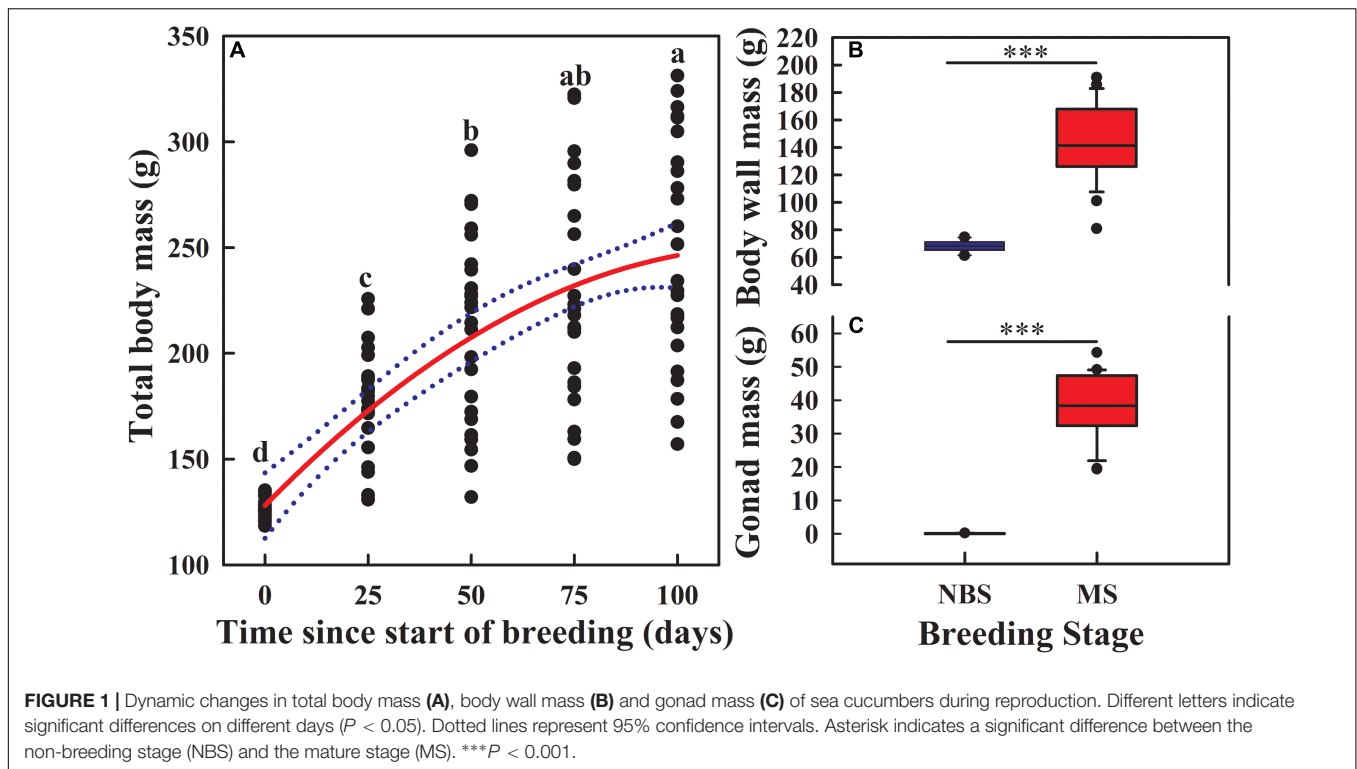 A
350
300
250
200
150
100
Total body mass (g)
d
c
b
ab
a
0 25 50 75 100
Time since start of breeding (days)
B
220
200
180
160
140
120
100
80
60
40
Body wall mass (g)
***
C
60
50
40
30
20
10
0
Gonad mass (g)
***
NBS MS
Breeding Stage
FIGURE 1 | Dynamic changes in total body mass (A), body wall mass (B) and gonad mass (C) of sea cucumbers during reproduction. Different letters indicate
significant differences on different days (P < 0.05). Dotted lines represent 95% confidence intervals. Asterisk indicates a significant difference between the
non-breeding stage (NBS) and the mature stage (MS). ***P < 0.001.